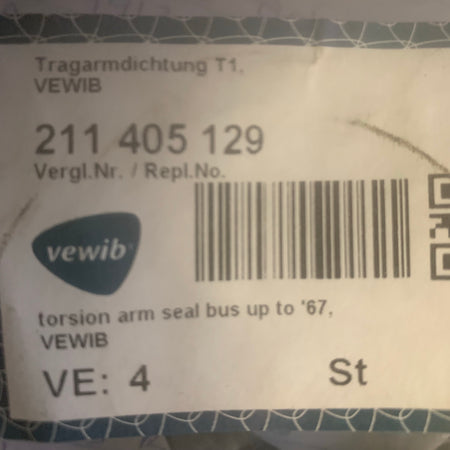 Tragarmdichtung T1,
VEWIB
211 405 129
Vergl.Nr. / Repl.No.
vewib
torsion arm seal bus up to '67,
VEWIB
VE: 4 St